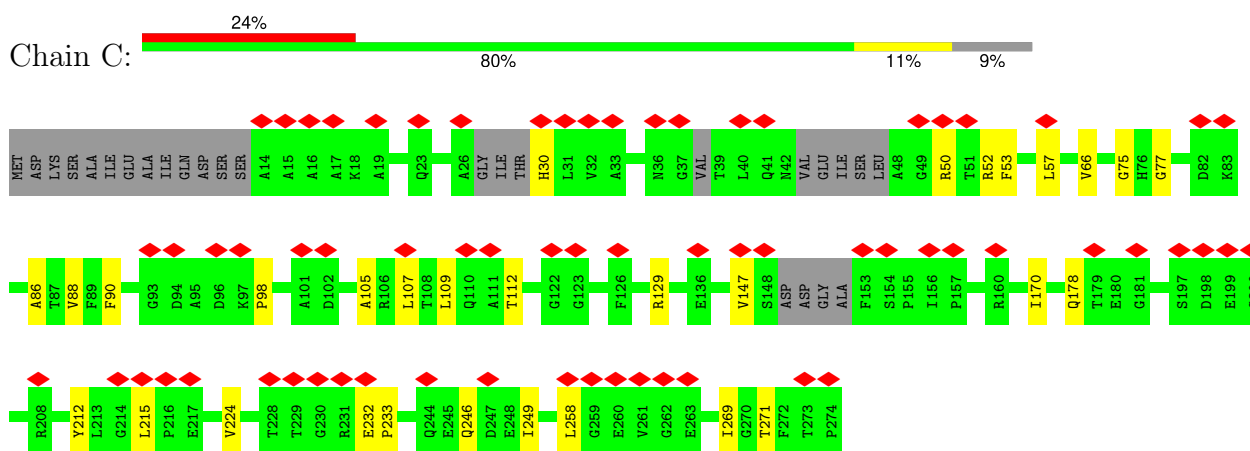 24%
Chain C:
80% 11% 9%
MET ASP LYS SER ALA ILE GLU ALA ILE GLN ASP SER SER A14 A15 A16 A17 K18 A19 Q23 A26 GLY ILE THR H30 L31 V32 A33 N36 G37 VAL T39 L40 Q41 N42 VAL GLU ILE SER LEU A48 G49 R50 T51 R52 F53 L57 V66 G75 H76 G77 D82 K83
A86 T87 V88 F89 F90 G93 D94 A95 D96 K97 P98 A101 D102 A105 R106 L107 T108 L109 Q110 A111 T112 G122 G123 F126 R129 E136 V147 S148 ASP ASP GLY ALA F153 S154 P155 I156 P157 R160 I170 Q178 T179 E180 G181 S197 D198 E199
R208 Y212 L213 G214 L215 P216 E217 V224 T228 T229 G230 R231 E232 P233 Q244 E245 Q246 D247 E248 I249 L258 G259 E260 V261 G262 E263 I269 G270 T271 F272 T273 P274